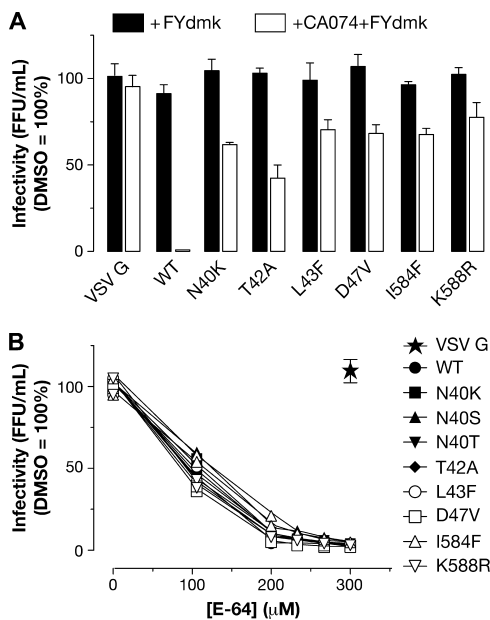 A
+FYdmk
+CA074+FYdmk
Infectivity (FFU/mL)
(DMSO = 100%)
100
50
0
VSV G
WT
N40K
T42A
L43F
D47V
I584F
K588R
B
Infectivity (FFU/mL)
(DMSO = 100%)
100
50
0
0
100
200
300
[E-64] (μM)
VSV G
WT
N40K
N40S
N40T
T42A
L43F
D47V
I584F
K588R